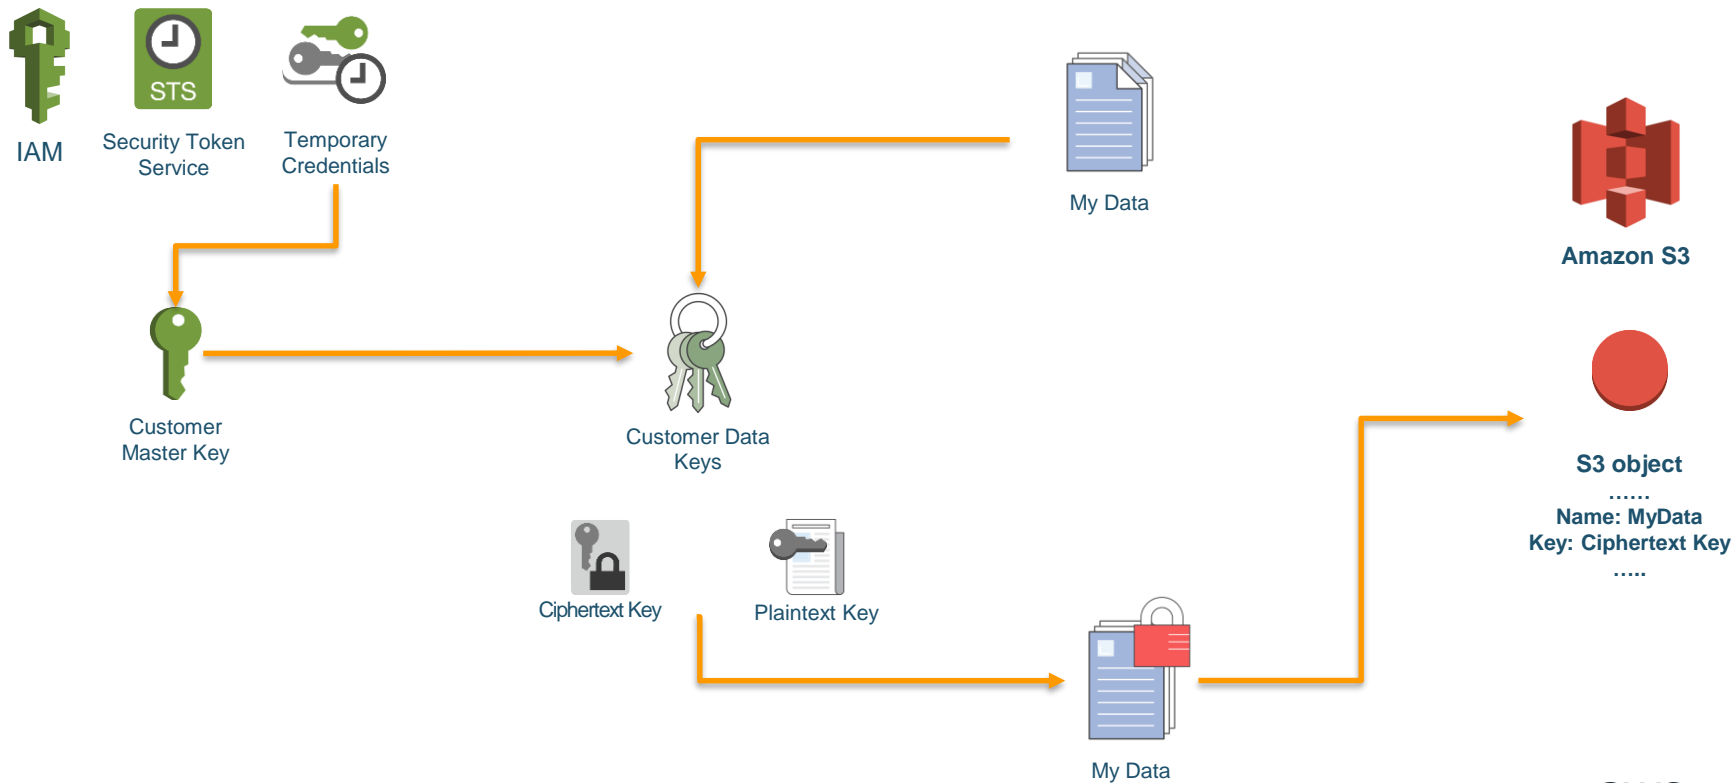 STS
IAM
Security Token
Service
Temporary
Credentials
My Data
Amazon S3
Customer
Master Key
Customer Data
Keys
S3 object
......
Name: MyData
Key: Ciphertext Key
.....
Ciphertext Key
Plaintext Key
My Data